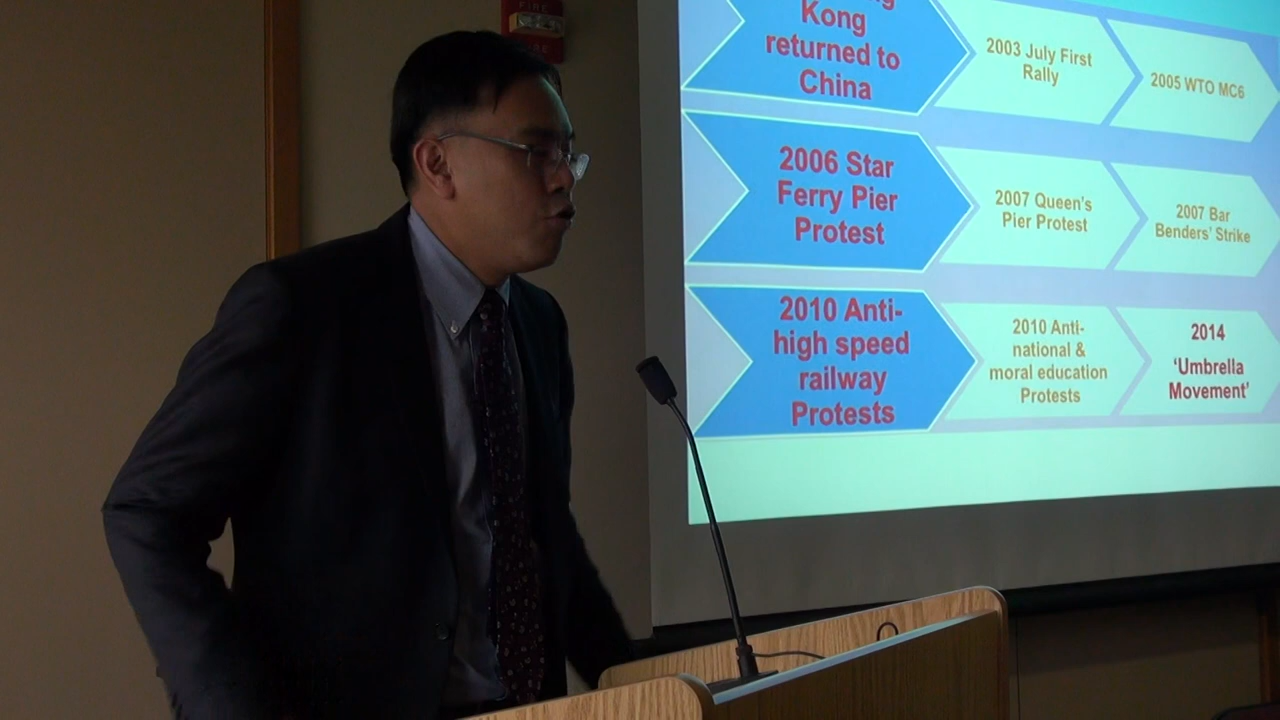 Kong
returned to
China
2003 July First
Rally
2005 WTO MC6
2006 Star
Ferry Pier
Protest
2007 Queen's
Pier Protest
2007 Bar
Benders' Strike
2010 Anti-
high speed
railway
Protests
2010 Anti-
national &
moral education
Protests
2014
'Umbrella
Movement'
FIRE